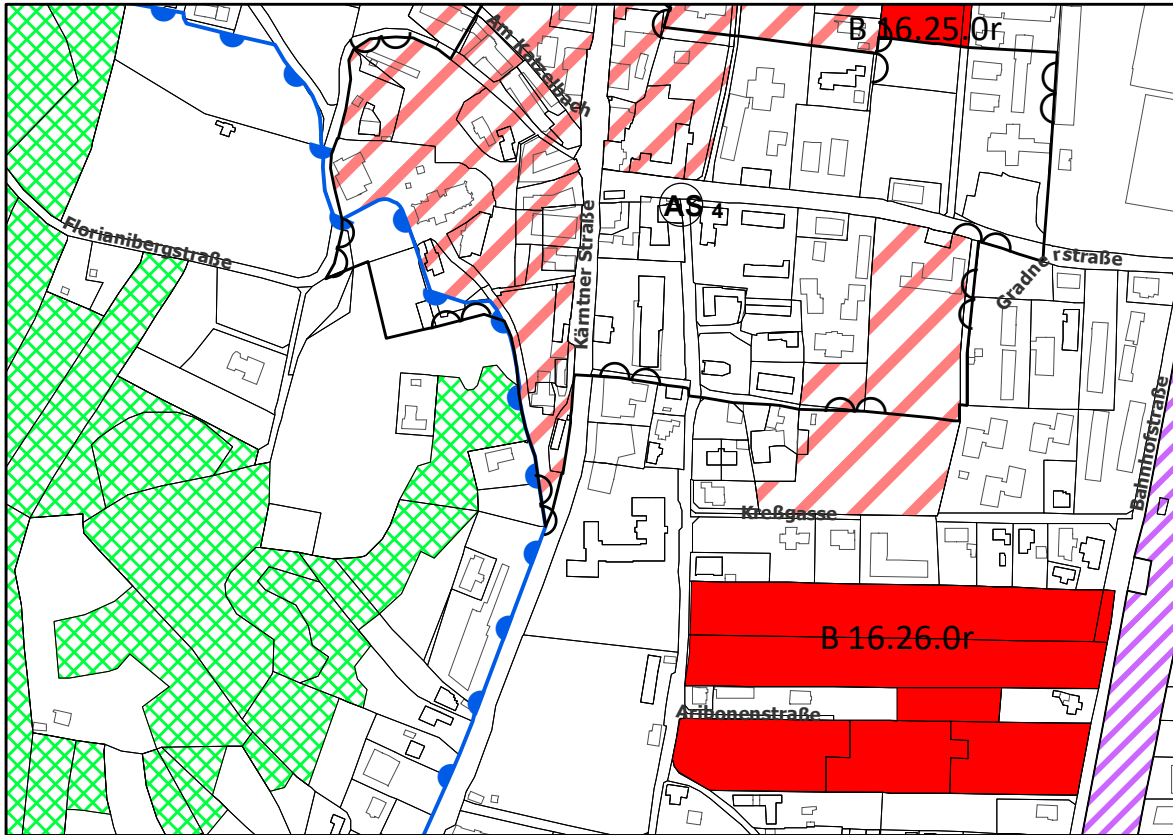 B 16.25.0r
Am Katzelbach
AS 4
Florianibergstraße
Kärntner Straße
Gradnerstraße
Bahnhofstraße
Kreßgasse
B 16.26.0r
Aribonenstraße